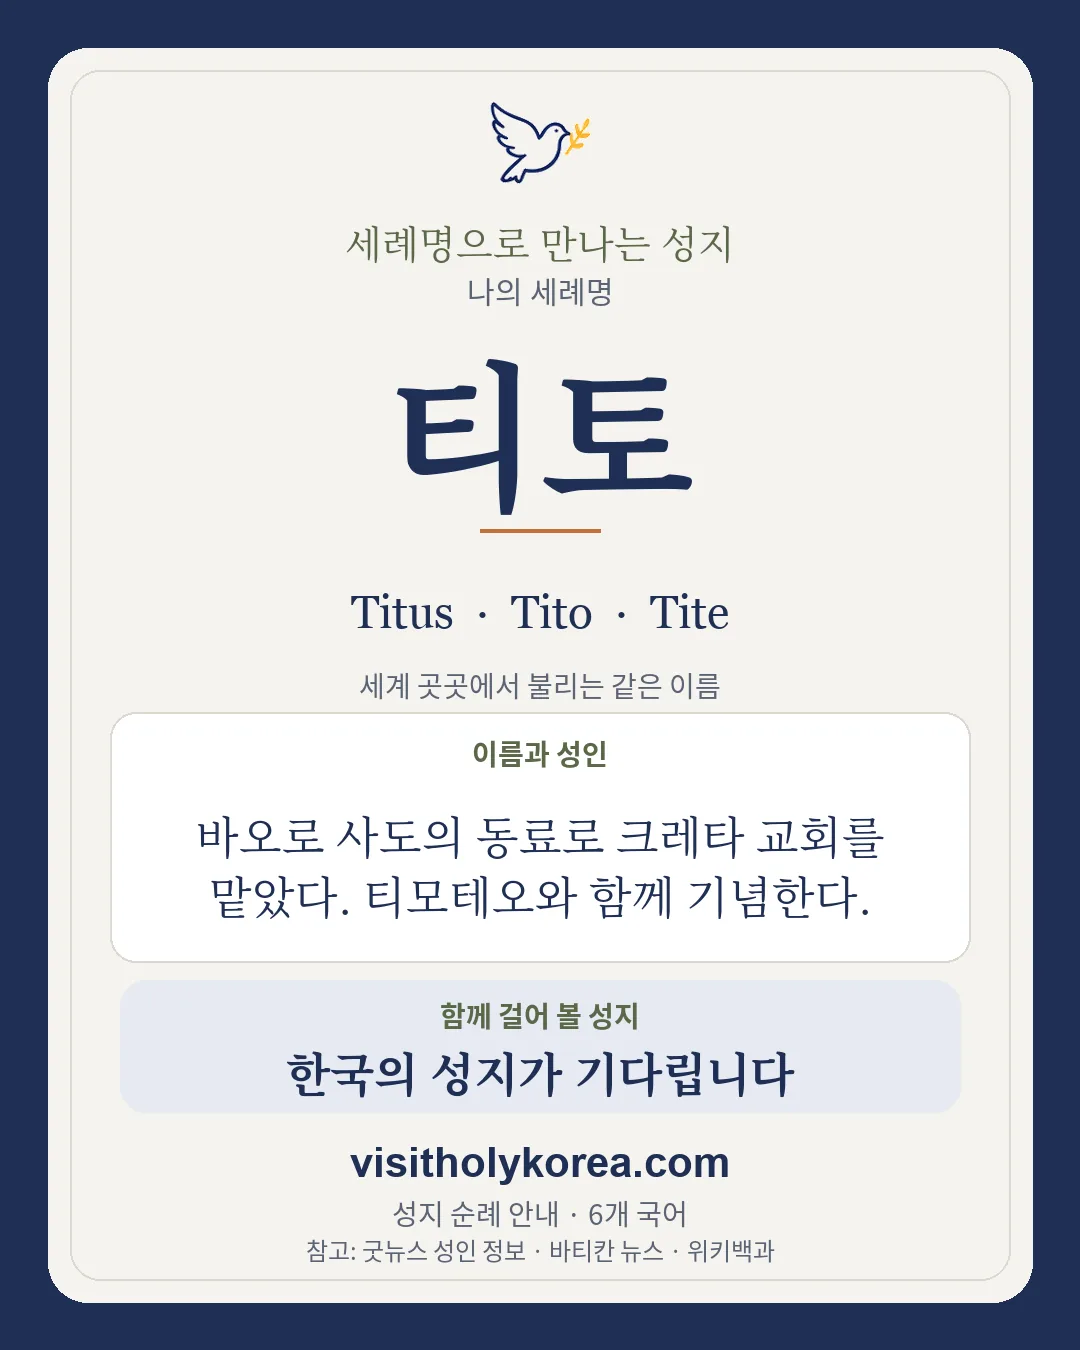 세례명으로 만나는 성지
나의 세례명
티토
Titus · Tito · Tite
세계 곳곳에서 불리는 같은 이름
이름과 성인
바오로 사도의 동료로 크레타 교회를
맡았다. 티모테오와 함께 기념한다.
함께 걸어 볼 성지
한국의 성지가 기다립니다
visitholykorea.com
성지 순례 안내 · 6개 국어
참고: 굿뉴스 성인 정보 · 바티칸 뉴스 · 위키백과